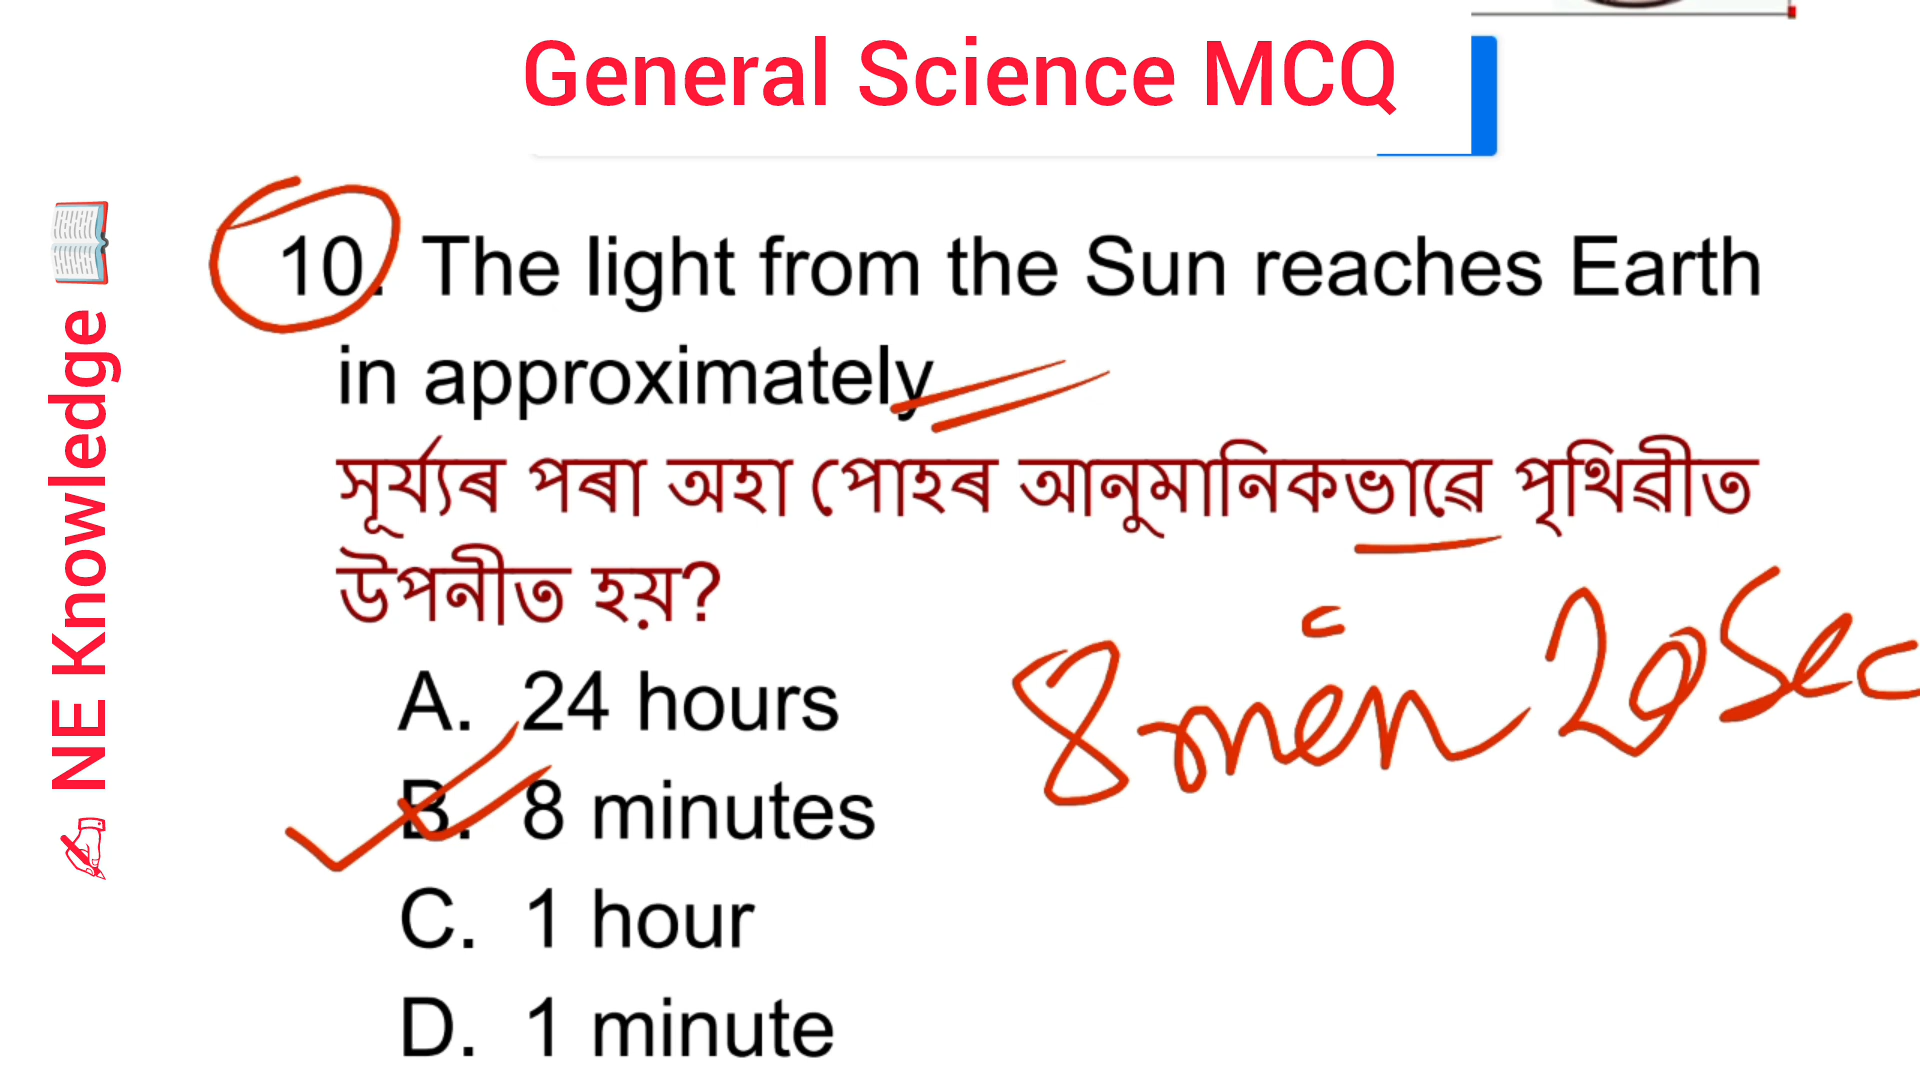 General Science MCQ
10. The light from the Sun reaches Earth
in approximately
সূৰ্য্যৰ পৰা অহা পোহৰ আনুমানিকভাৱে পৃথিৱীত
উপনীত হয়?
8 min 20 Sec
A. 24 hours
B. 8 minutes
C. 1 hour
D. 1 minute
✍ NE Knowledge 📖